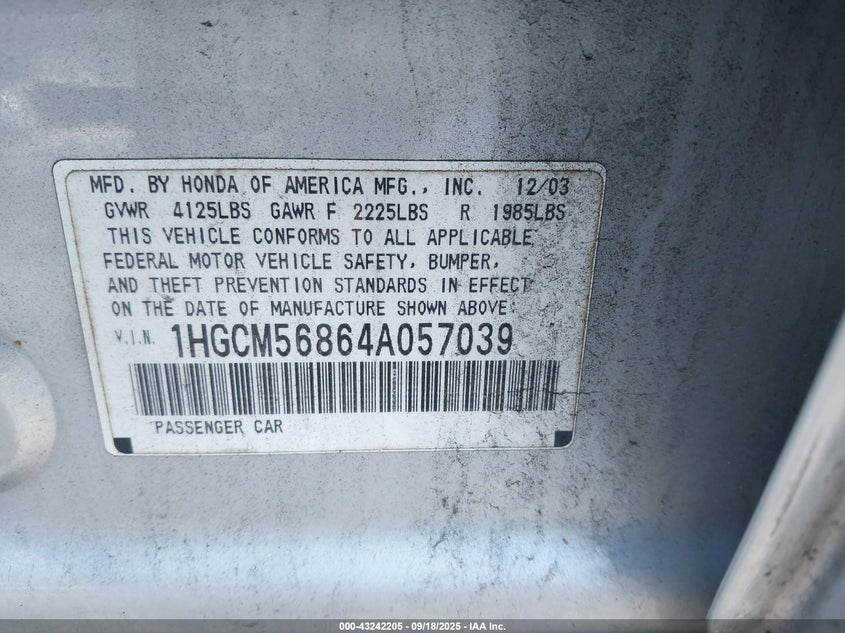 MFD. BY HONDA OF AMERICA MFG., INC. 12/03
GVWR 4125LBS GAWR F 2225LBS R 1985LBS
THIS VEHICLE CONFORMS TO ALL APPLICABLE
FEDERAL MOTOR VEHICLE SAFETY, BUMPER,
AND THEFT PREVENTION STANDARDS IN EFFECT
ON THE DATE OF MANUFACTURE SHOWN ABOVE.
V.I.N. 1HGCM56864A057039
PASSENGER CAR
000-43242205 - 09/18/2025 - IAA Inc.